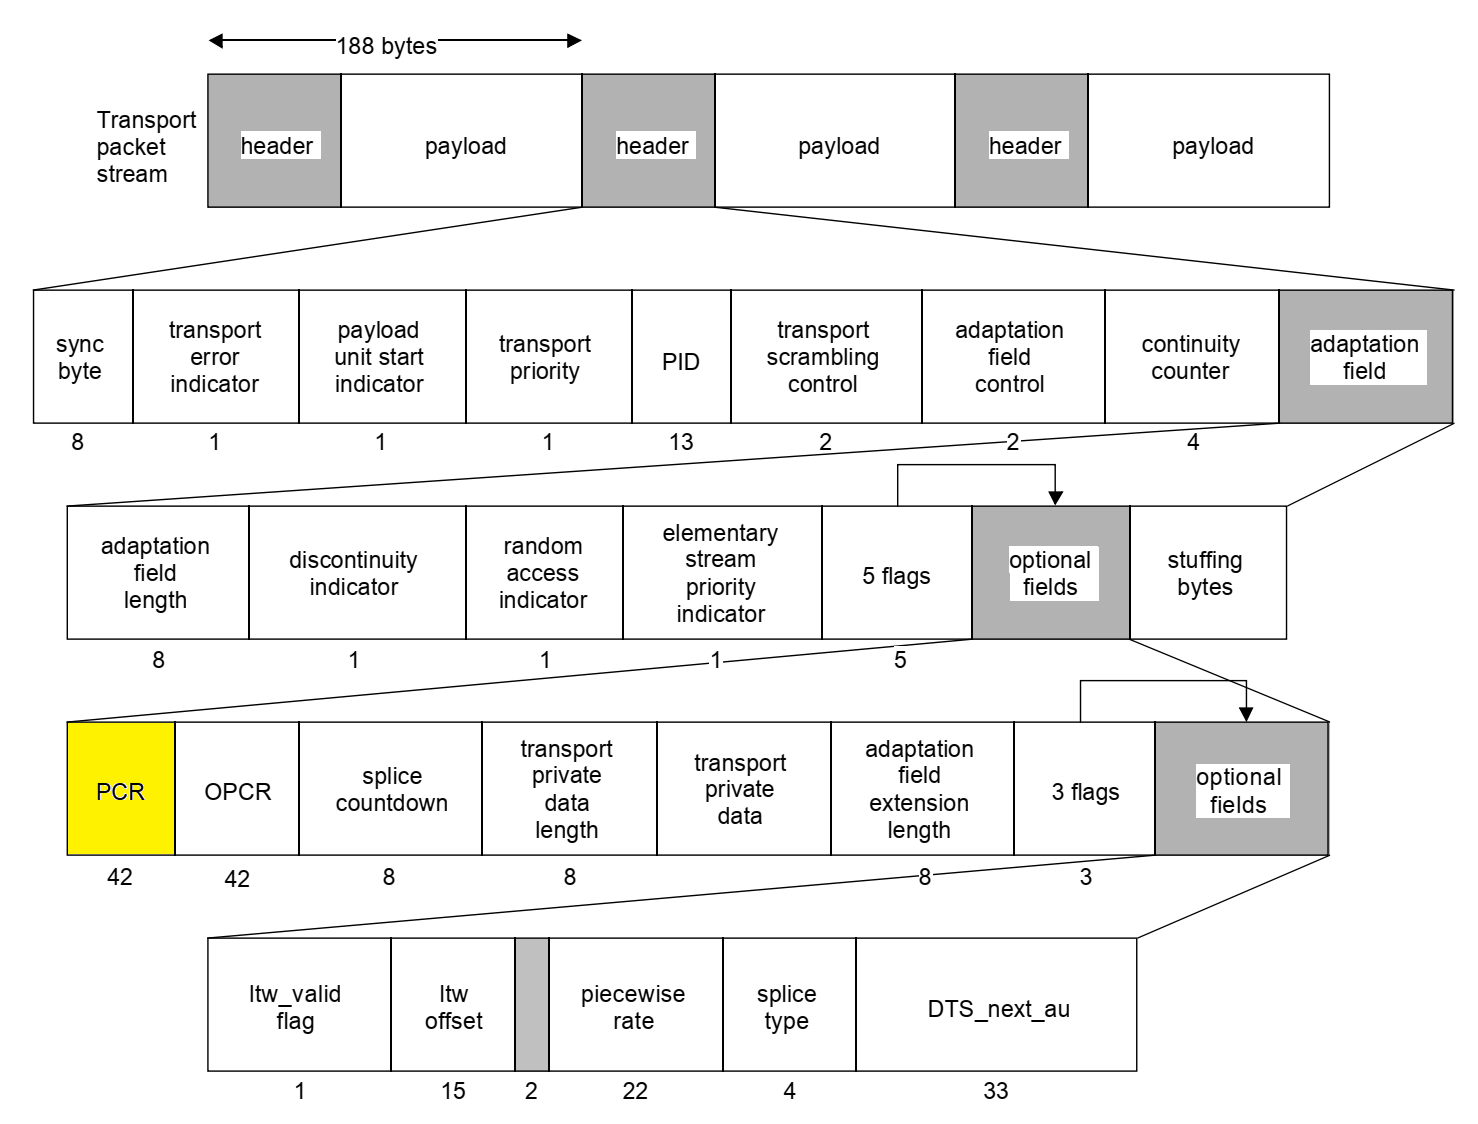 188 bytes
Transport
packet
stream
header
payload
header
payload
header
payload
sync
byte
transport
error
indicator
payload
unit start
indicator
transport
priority
PID
transport
scrambling
control
adaptation
field
control
continuity
counter
adaptation
field
8
1
1
1
13
2
2
4
adaptation
field
length
discontinuity
indicator
random
access
indicator
elementary
stream
priority
indicator
5 flags
optional
fields
stuffing
bytes
8
1
1
1
5
PCR
OPCR
splice
countdown
transport
private
data
length
transport
private
data
adaptation
field
extension
length
3 flags
optional
fields
42
42
8
8
8
3
ltw_valid
flag
ltw
offset
piecewise
rate
splice
type
DTS_next_au
1
15
2
22
4
33